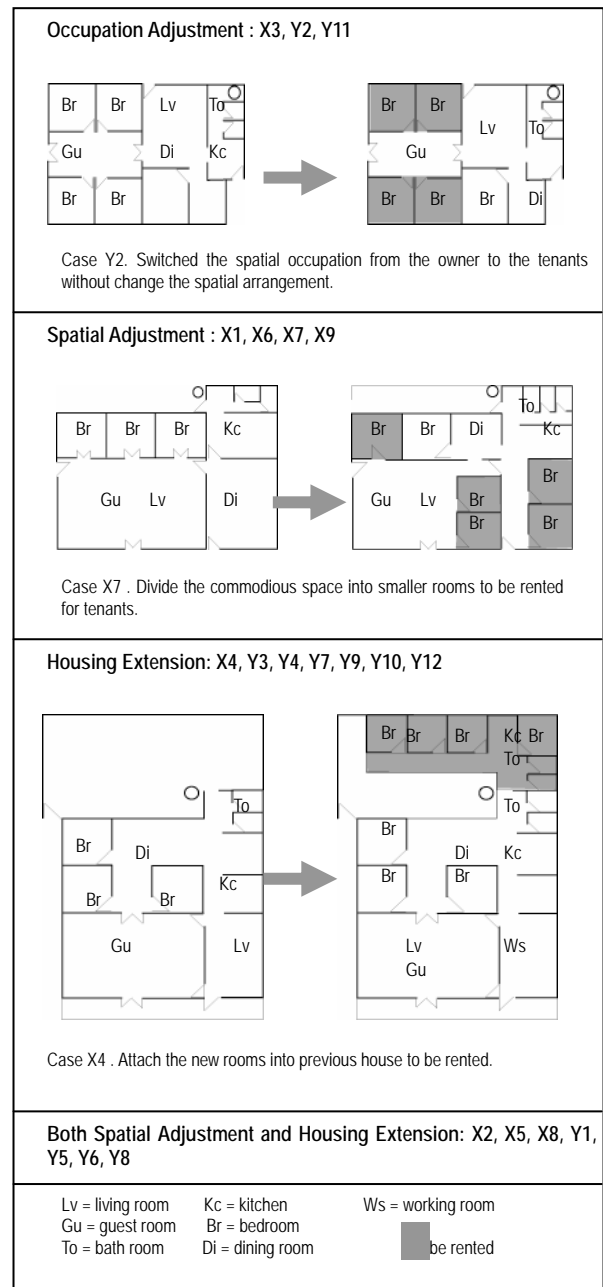 Occupation Adjustment : X3, Y2, Y11
Br Br Lv To
Gu Di Kc
Br Br
Br Br Lv To
Gu
Br Br Br Di
Case Y2. Switched the spatial occupation from the owner to the tenants
without change the spatial arrangement.
Spatial Adjustment : X1, X6, X7, X9
Br Br Br Kc
Gu Lv Di
To
Br Br Di Kc
Br
Gu Lv Br
Br Br
Case X7 . Divide the commodious space into smaller rooms to be rented
for tenants.
Housing Extension: X4, Y3, Y4, Y7, Y9, Y10, Y12
To
Br Di
Kc
Br Br
Gu Lv
Br Br Br Kc Br
To
To
Br
Di Kc
Br Br
Lv Ws
Gu
Case X4 . Attach the new rooms into previous house to be rented.
Both Spatial Adjustment and Housing Extension: X2, X5, X8, Y1,
Y5, Y6, Y8
Lv = living room Kc = kitchen Ws = working room
Gu = guest room Br = bedroom
To = bath room Di = dining room be rented